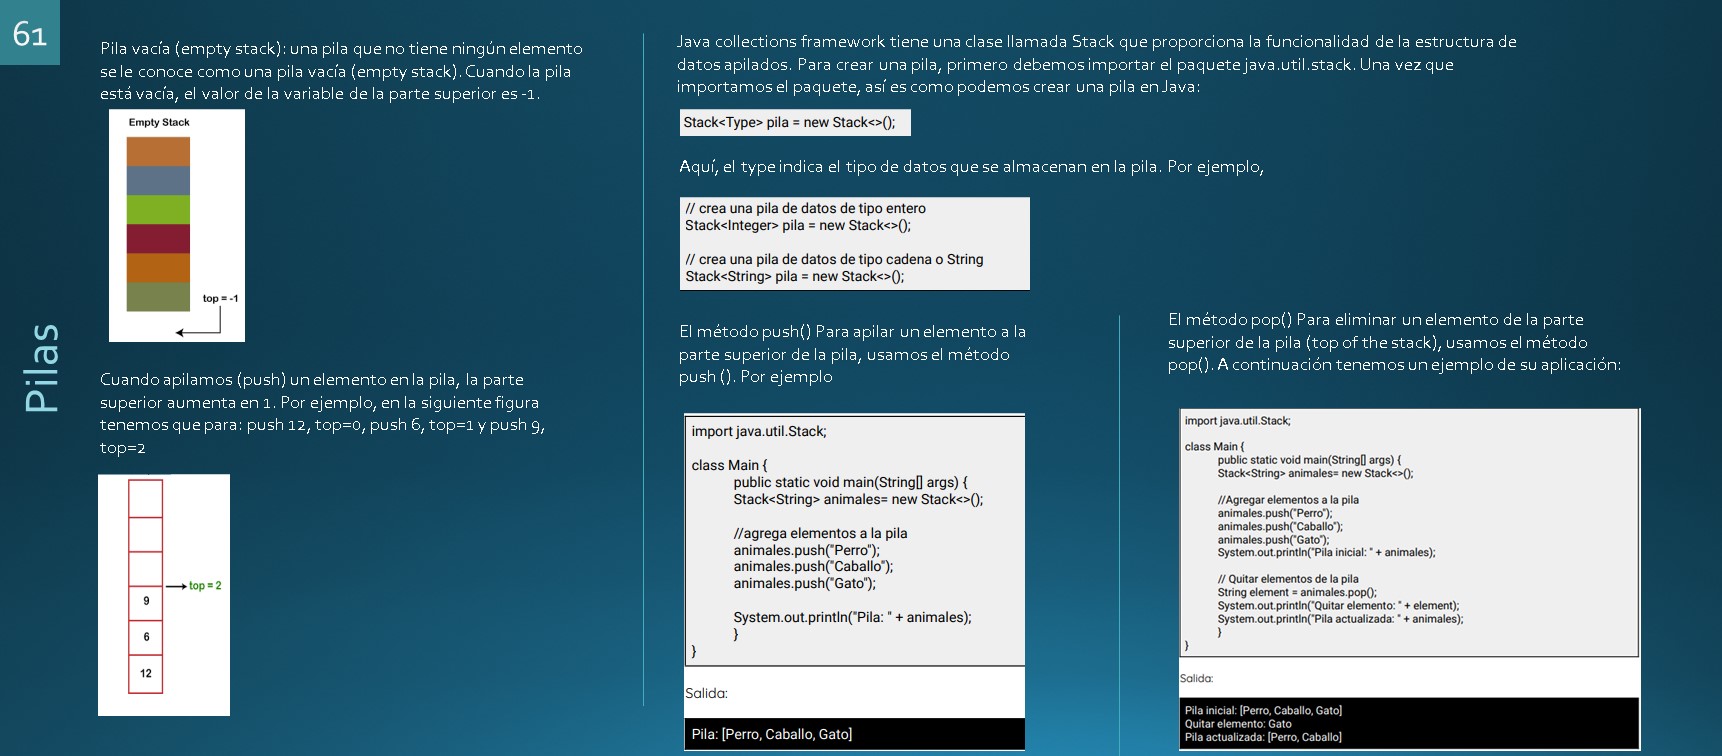 61
Pilas
Pila vacía (empty stack): una pila que no tiene ningún elemento
se le conoce como una pila vacía (empty stack). Cuando la pila
está vacía, el valor de la variable de la parte superior es -1.
Empty Stack
top = -1
Cuando apilamos (push) un elemento en la pila, la parte
superior aumenta en 1. Por ejemplo, en la siguiente figura
tenemos que para: push 12, top=0, push 6, top=1 y push 9,
top=2
top = 2
9
6
12
Java collections framework tiene una clase llamada Stack que proporciona la funcionalidad de la estructura de
datos apilados. Para crear una pila, primero debemos importar el paquete java.util.stack. Una vez que
importamos el paquete, así es como podemos crear una pila en Java:
Stack<Type> pila = new Stack<>();
Aquí, el type indica el tipo de datos que se almacenan en la pila. Por ejemplo,
// crea una pila de datos de tipo entero
Stack<Integer> pila = new Stack<>();
// crea una pila de datos de tipo cadena o String
Stack<String> pila = new Stack<>();
El método push() Para apilar un elemento a la
parte superior de la pila, usamos el método
push (). Por ejemplo
import java.util.Stack;
class Main {
public static void main(String[] args) {
Stack<String> animales= new Stack<>();
//agrega elementos a la pila
animales.push("Perro");
animales.push("Caballo");
animales.push("Gato");
System.out.println("Pila: " + animales);
}
}
Salida:
Pila: [Perro, Caballo, Gato]
El método pop() Para eliminar un elemento de la parte
superior de la pila (top of the stack), usamos el método
pop(). A continuación tenemos un ejemplo de su aplicación:
import java.util.Stack;
class Main {
public static void main(String[] args) {
Stack<String> animales= new Stack<>();
//Agregar elementos a la pila
animales.push("Perro");
animales.push("Caballo");
animales.push("Gato");
System.out.println("Pila inicial: " + animales);
// Quitar elementos de la pila
String element = animales.pop();
System.out.println("Quitar elemento: " + element);
System.out.println("Pila actualizada: " + animales);
}
}
Salida:
Pila inicial: [Perro, Caballo, Gato]
Quitar elemento: Gato
Pila actualizada: [Perro, Caballo]